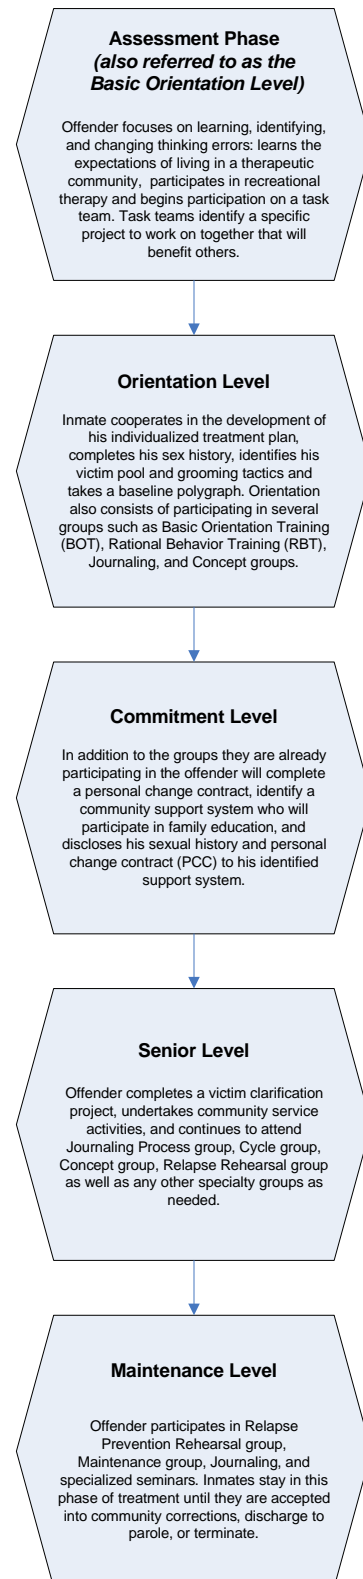 Assessment Phase
(also referred to as the
Basic Orientation Level)
Offender focuses on learning, identifying,
and changing thinking errors: learns the
expectations of living in a therapeutic
community, participates in recreational
therapy and begins participation on a task
team. Task teams identify a specific
project to work on together that will
benefit others.
Orientation Level
Inmate cooperates in the development of
his individualized treatment plan,
completes his sex history, identifies his
victim pool and grooming tactics and
takes a baseline polygraph. Orientation
also consists of participating in several
groups such as Basic Orientation Training
(BOT), Rational Behavior Training (RBT),
Journaling, and Concept groups.
Commitment Level
In addition to the groups they are already
participating in the offender will complete
a personal change contract, identify a
community support system who will
participate in family education, and
discloses his sexual history and personal
change contract (PCC) to his identified
support system.
Senior Level
Offender completes a victim clarification
project, undertakes community service
activities, and continues to attend
Journaling Process group, Cycle group,
Concept group, Relapse Rehearsal group
as well as any other specialty groups as
needed.
Maintenance Level
Offender participates in Relapse
Prevention Rehearsal group,
Maintenance group, Journaling, and
specialized seminars. Inmates stay in this
phase of treatment until they are accepted
into community corrections, discharge to
parole, or terminate.